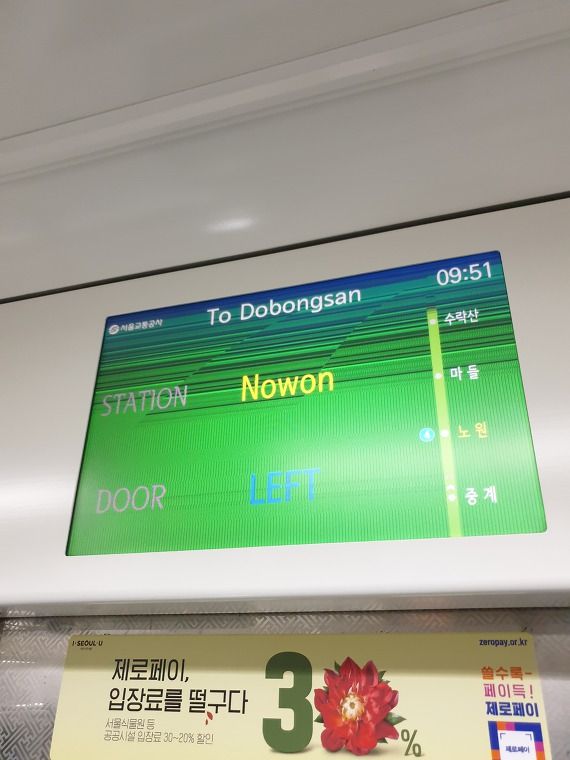 서울교통공사
To Dobongsan
09:51
수락산
STATION
Nowon
마들
4
노원
DOOR
LEFT
중계
I·SEOUL·U
zeropay.or.kr
제로페이,
입장료를 떨구다
서울식물원 등
공공시설 입장료 30~20% 할인
3
%
쓸수록~
페이득!
제로페이
제로페이